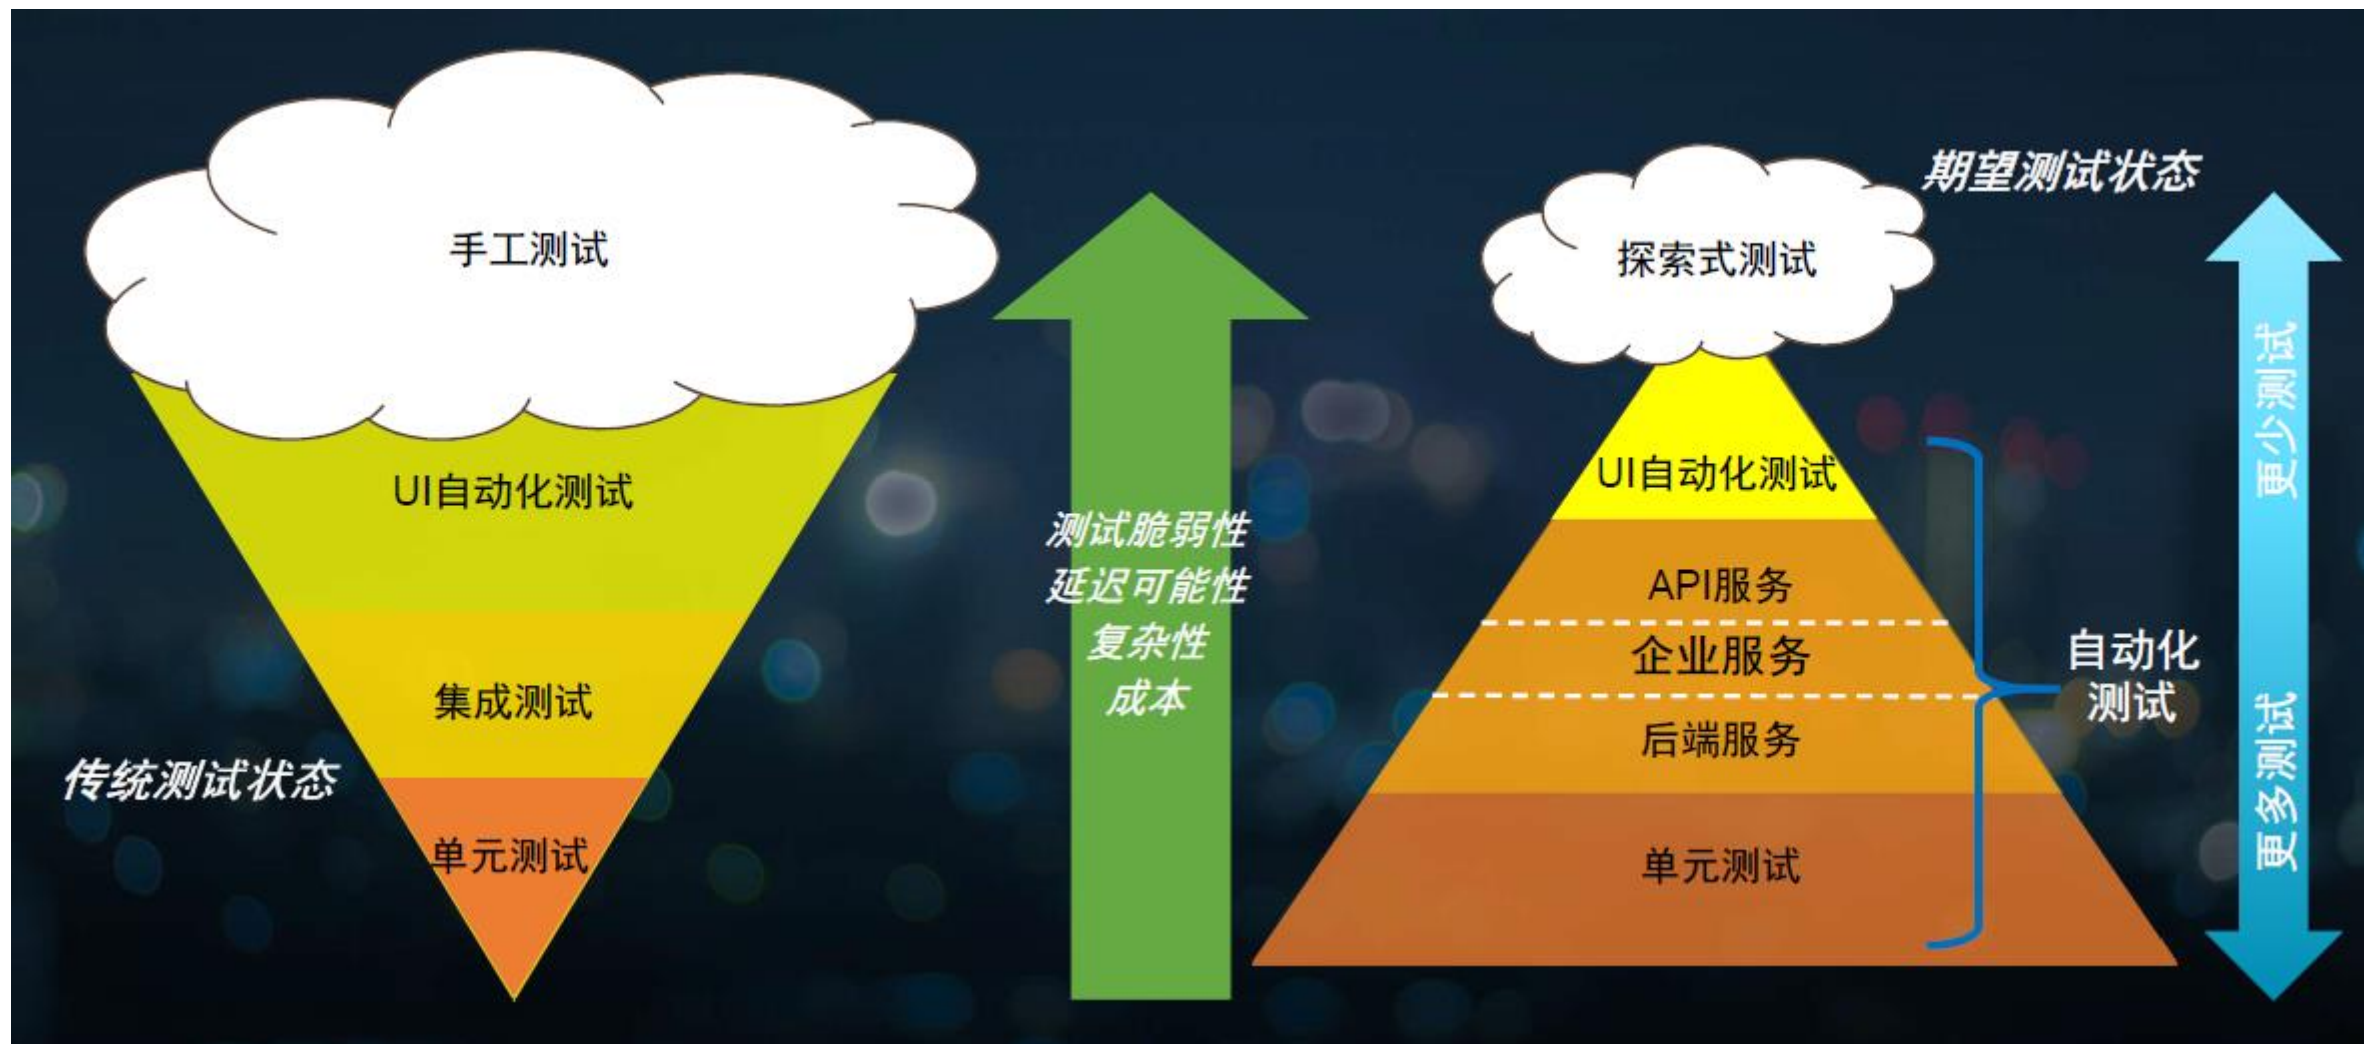 手工测试
UI自动化测试
集成测试
单元测试
传统测试状态
测试脆弱性
延迟可能性
复杂性
成本
期望测试状态
探索式测试
UI自动化测试
API服务
企业服务
后端服务
单元测试
自动化
测试
更少测试
更多测试